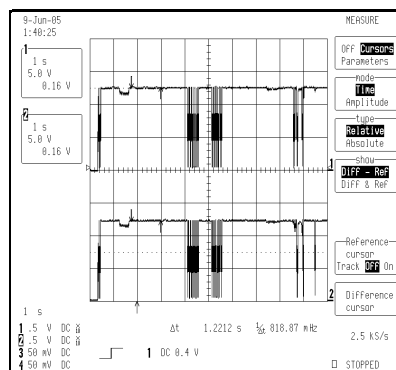 9-Jun-05
1:40:25
1
1 s
5.0 V
0.16 V
2
1 s
5.0 V
0.16 V
1
2
1 s
1 .5 V DC
2 .5 V DC
3 50 mV DC
4 50 mV DC
Δt 1.2212 s 1/Δt 818.87 mHz
1 DC 0.4 V
MEASURE
Off Cursors
Parameters
mode
Time
Amplitude
type
Relative
Absolute
show
Diff - Ref
Diff & Ref
Reference
cursor
Track Off On
Difference
cursor
2.5 kS/s
STOPPED